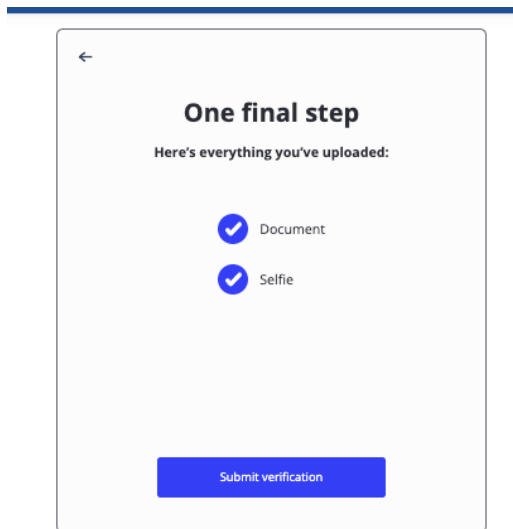 One final step
Here's everything you've uploaded:
Document
Selfie
Submit verification